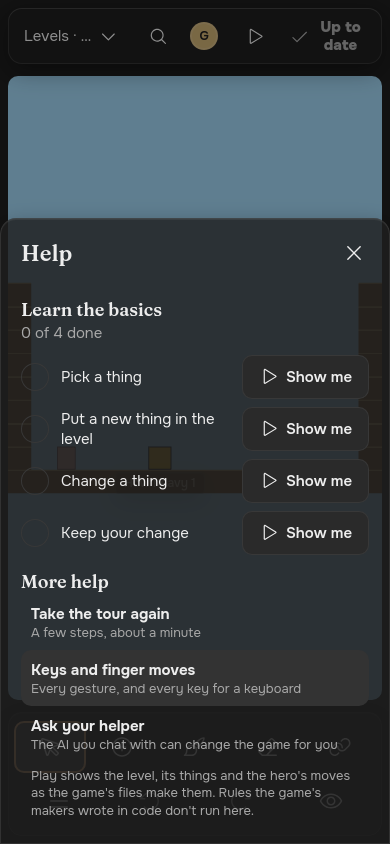 Levels · ...
G
Up to
date
Help
Learn the basics
0 of 4 done
Pick a thing
Show me
Put a new thing in the
level
Show me
Change a thing
Show me
Keep your change
Show me
More help
Take the tour again
A few steps, about a minute
Keys and finger moves
Every gesture, and every key for a keyboard
Ask your helper
The AI you chat with can change the game for you
Play shows the level, its things and the hero's moves
as the game's files make them. Rules the game's
makers wrote in code don't run here.